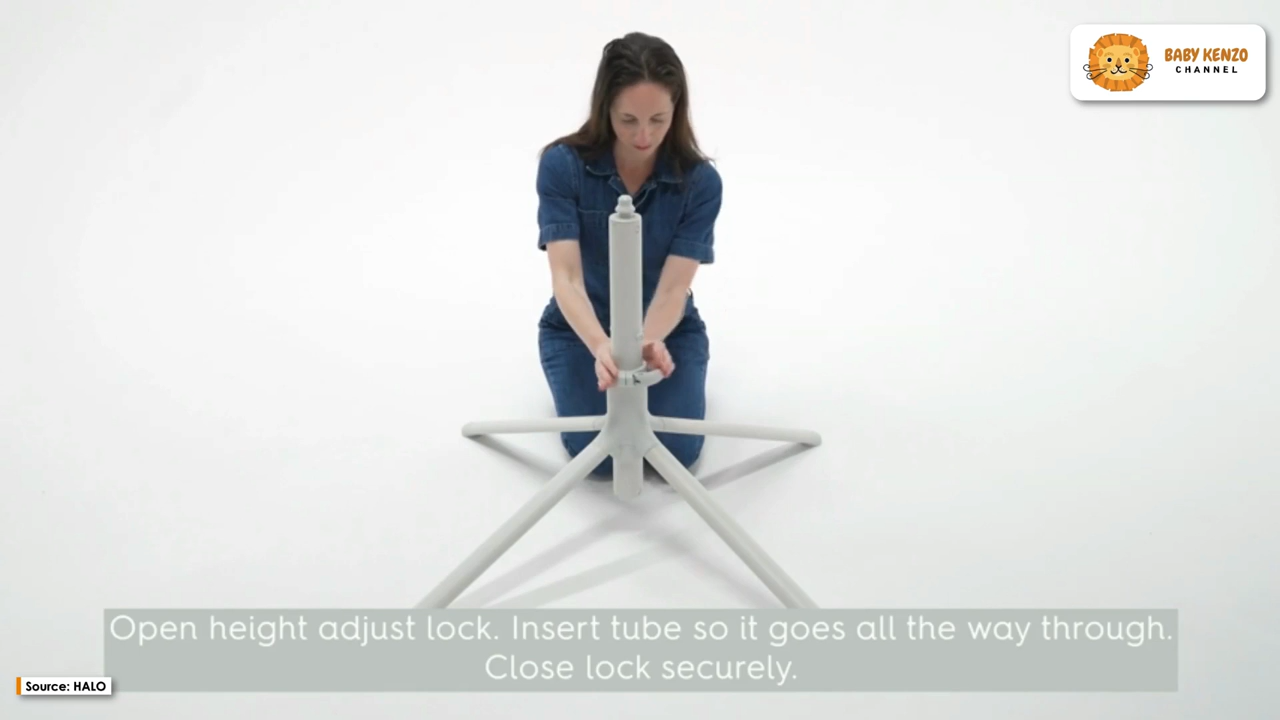 BABY KENZO
CHANNEL
Open height adjust lock. Insert tube so it goes all the way through.
Close lock securely.
Source: HALO